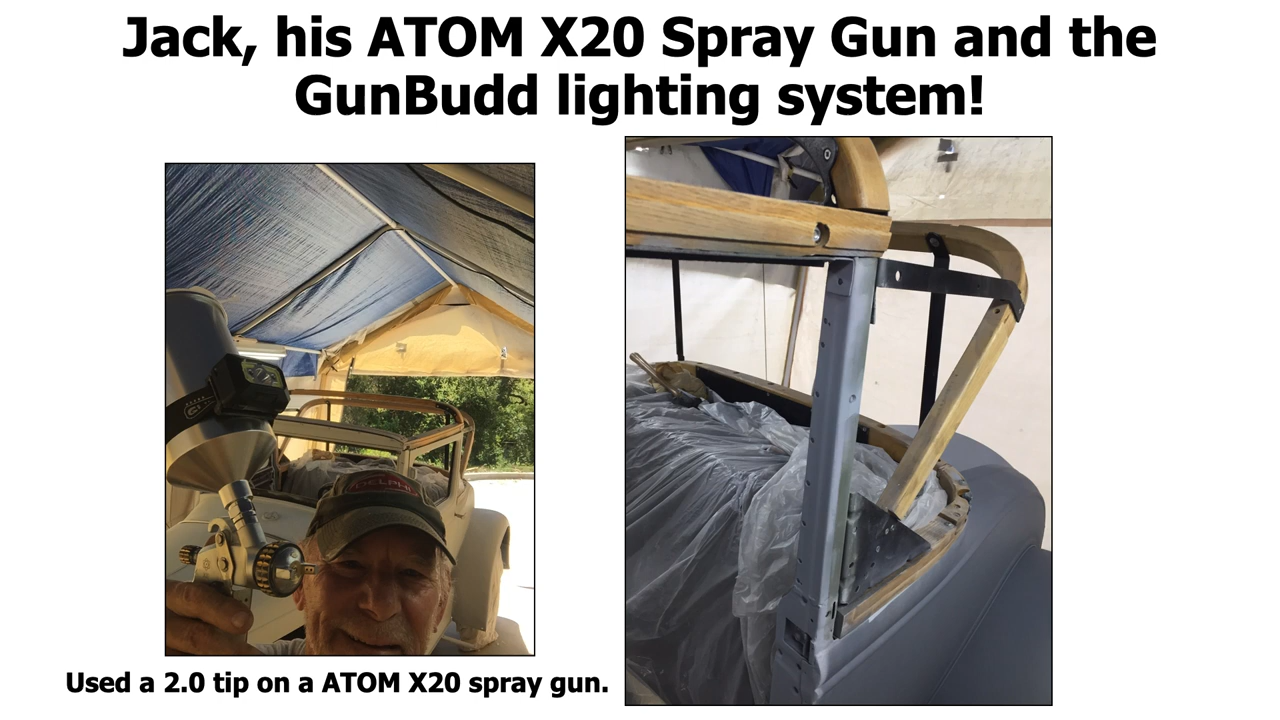 Jack, his ATOM X20 Spray Gun and the
GunBudd lighting system!
DELPHI
Used a 2.0 tip on a ATOM X20 spray gun.